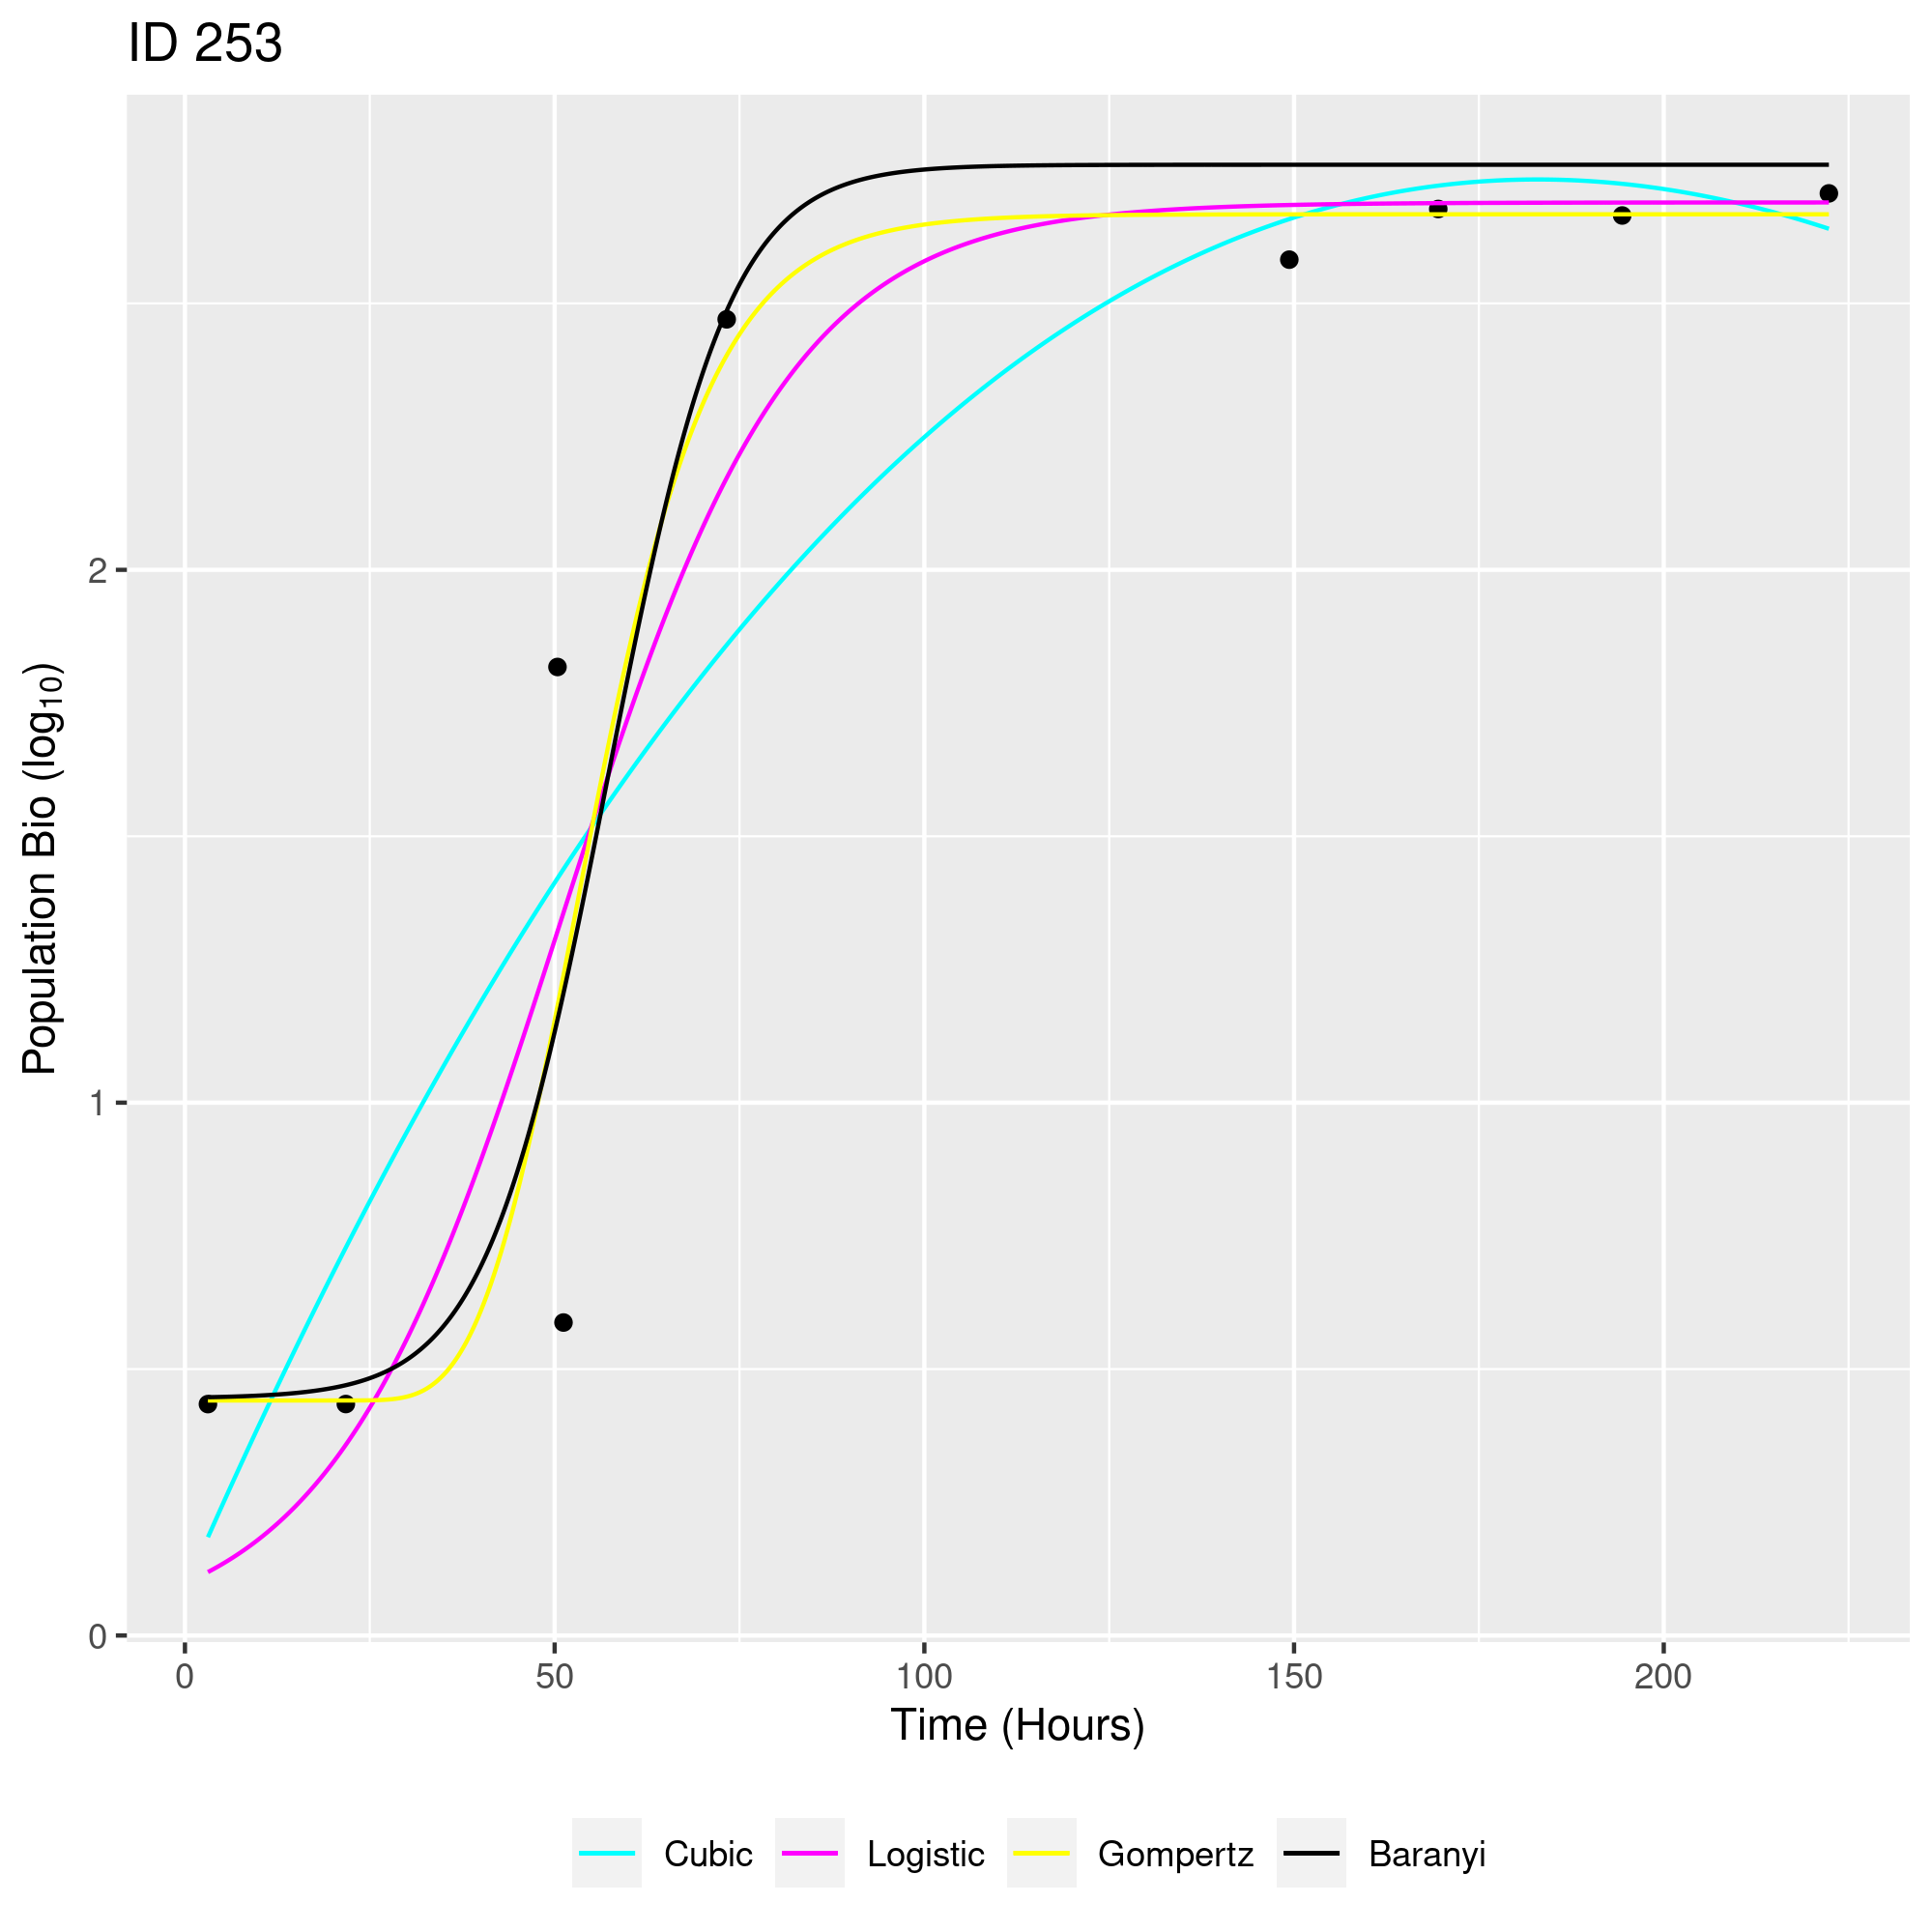 ID 253
Population Bio (log₁₀)
2
1
0
0 50 100 150 200
Time (Hours)
Cubic Logistic Gompertz Baranyi